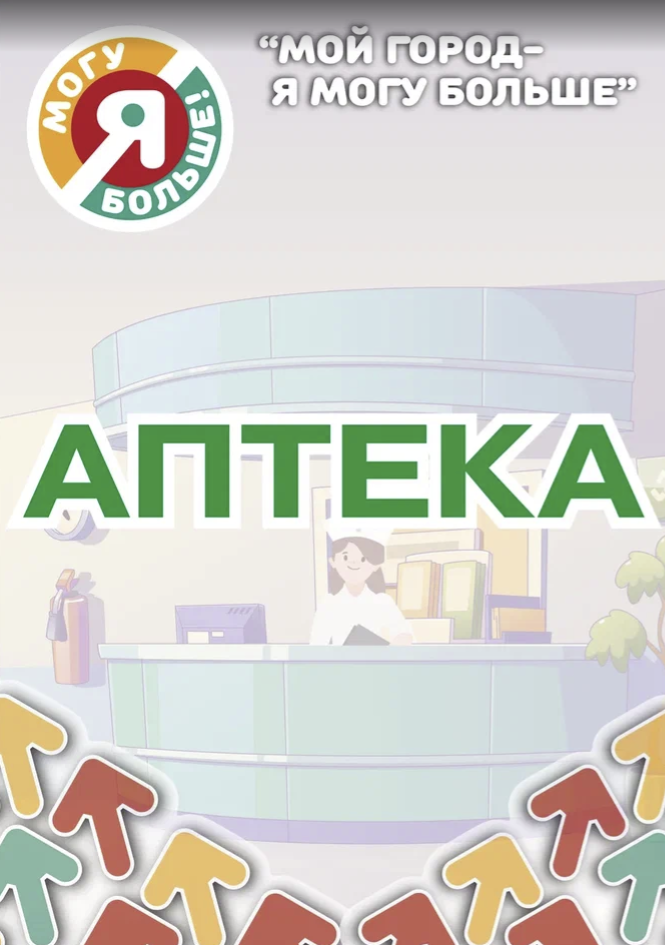 МОГУ
Я
БОЛЬШЕ!
“МОЙ ГОРОД-
Я МОГУ БОЛЬШЕ”
АПТЕКА